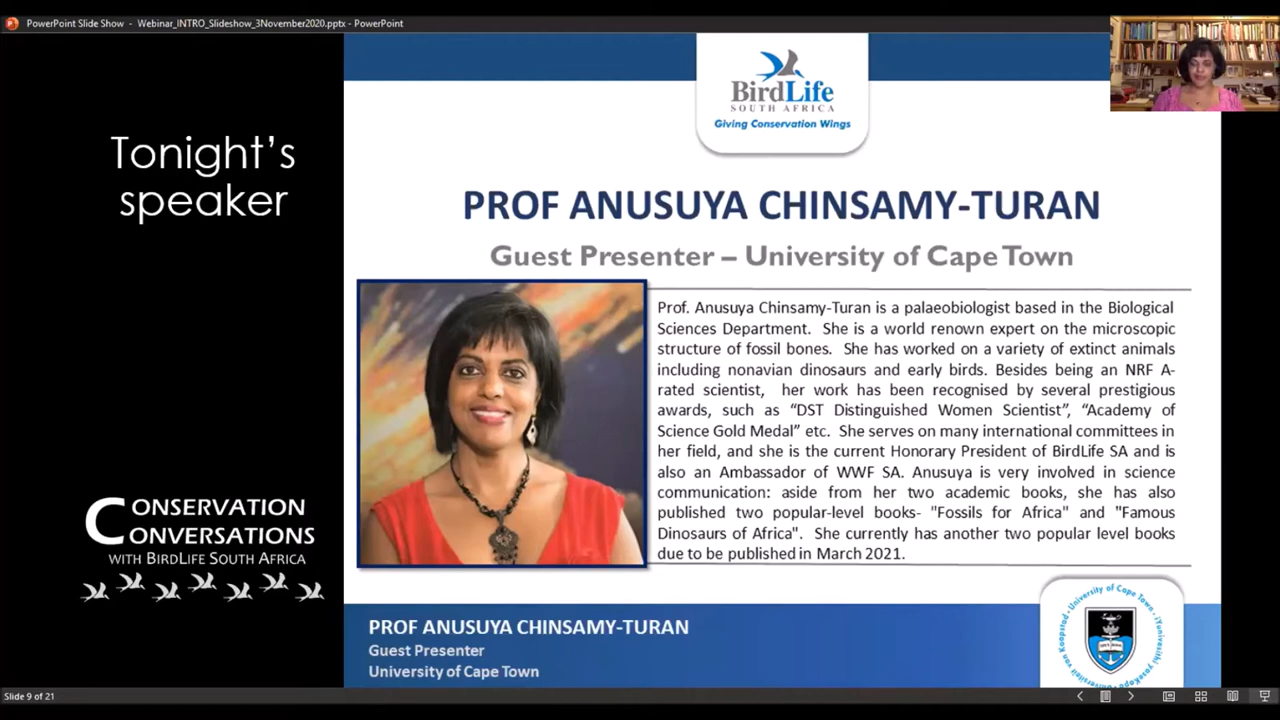 PowerPoint Slide Show - Webinar_INTRO_Slideshow_3November2020.pptx - PowerPoint
Tonight's
speaker
BirdLife
SOUTH AFRICA
Giving Conservation Wings
PROF ANUSUYA CHINSAMY-TURAN
Guest Presenter – University of Cape Town
Prof. Anusuya Chinsamy-Turan is a palaeobiologist based in the Biological
Sciences Department. She is a world renown expert on the microscopic
structure of fossil bones. She has worked on a variety of extinct animals
including nonavian dinosaurs and early birds. Besides being an NRF A-
rated scientist, her work has been recognised by several prestigious
awards, such as “DST Distinguished Women Scientist”, “Academy of
Science Gold Medal” etc. She serves on many international committees in
her field, and she is the current Honorary President of BirdLife SA and is
also an Ambassador of WWF SA. Anusuya is very involved in science
communication: aside from her two academic books, she has also
published two popular-level books- "Fossils for Africa" and "Famous
Dinosaurs of Africa". She currently has another two popular level books
due to be published in March 2021.
CONSERVATION
CONVERSATIONS
WITH BIRDLIFE SOUTH AFRICA
PROF ANUSUYA CHINSAMY-TURAN
Guest Presenter
University of Cape Town
University of Cape Town
Slide 9 of 21